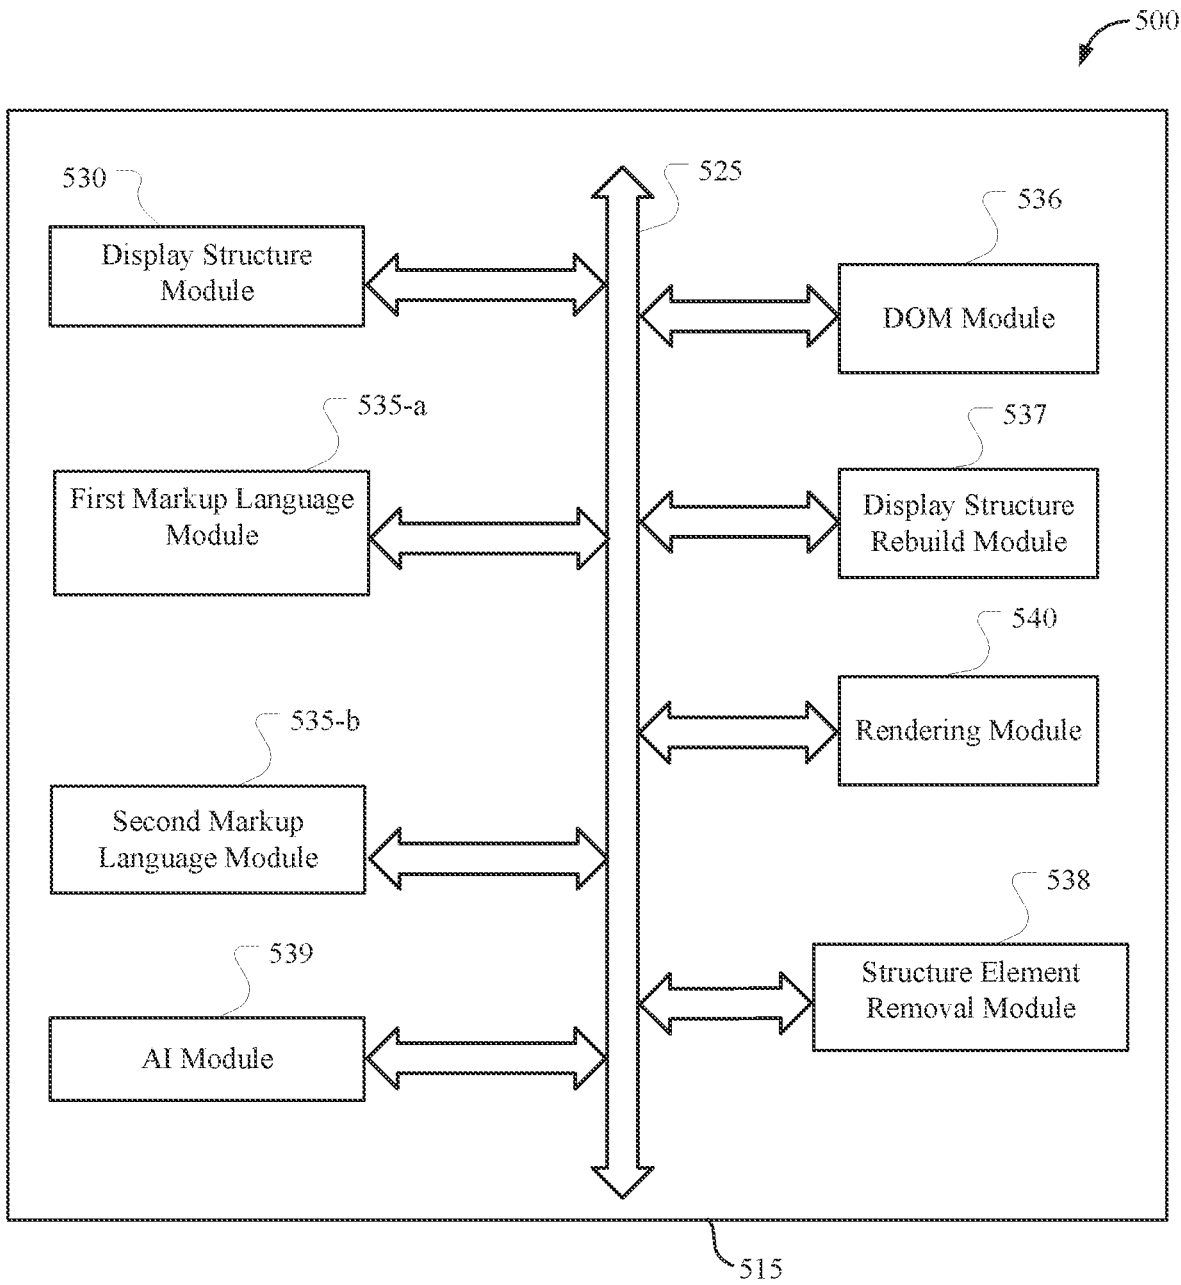 500
530
Display Structure
Module
525
536
DOM Module
535-a
First Markup Language
Module
537
Display Structure
Rebuild Module
540
Rendering Module
535-b
Second Markup
Language Module
538
Structure Element
Removal Module
539
AI Module
515